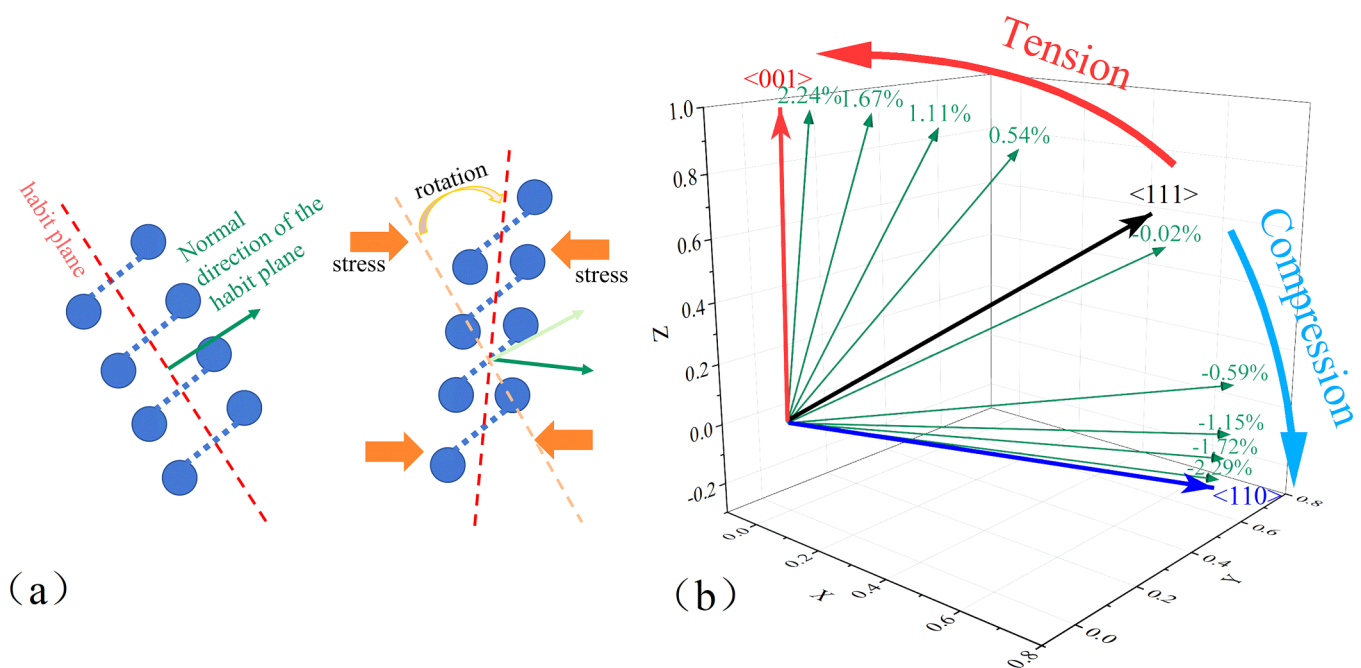 habit plane
Normal
direction of the
habit plane
rotation
stress
stress
(a)
Tension
<001>
2.24%
1.67%
1.11%
0.54%
<111>
-0.02%
Compression
-0.59%
-1.15%
-1.72%
-2.29%
<110>
Z
1.0
0.8
0.6
0.4
0.2
0.0
-0.2
X
0.0
0.2
0.4
0.6
0.8
Y
0.0
0.2
0.4
0.6
0.8
(b)